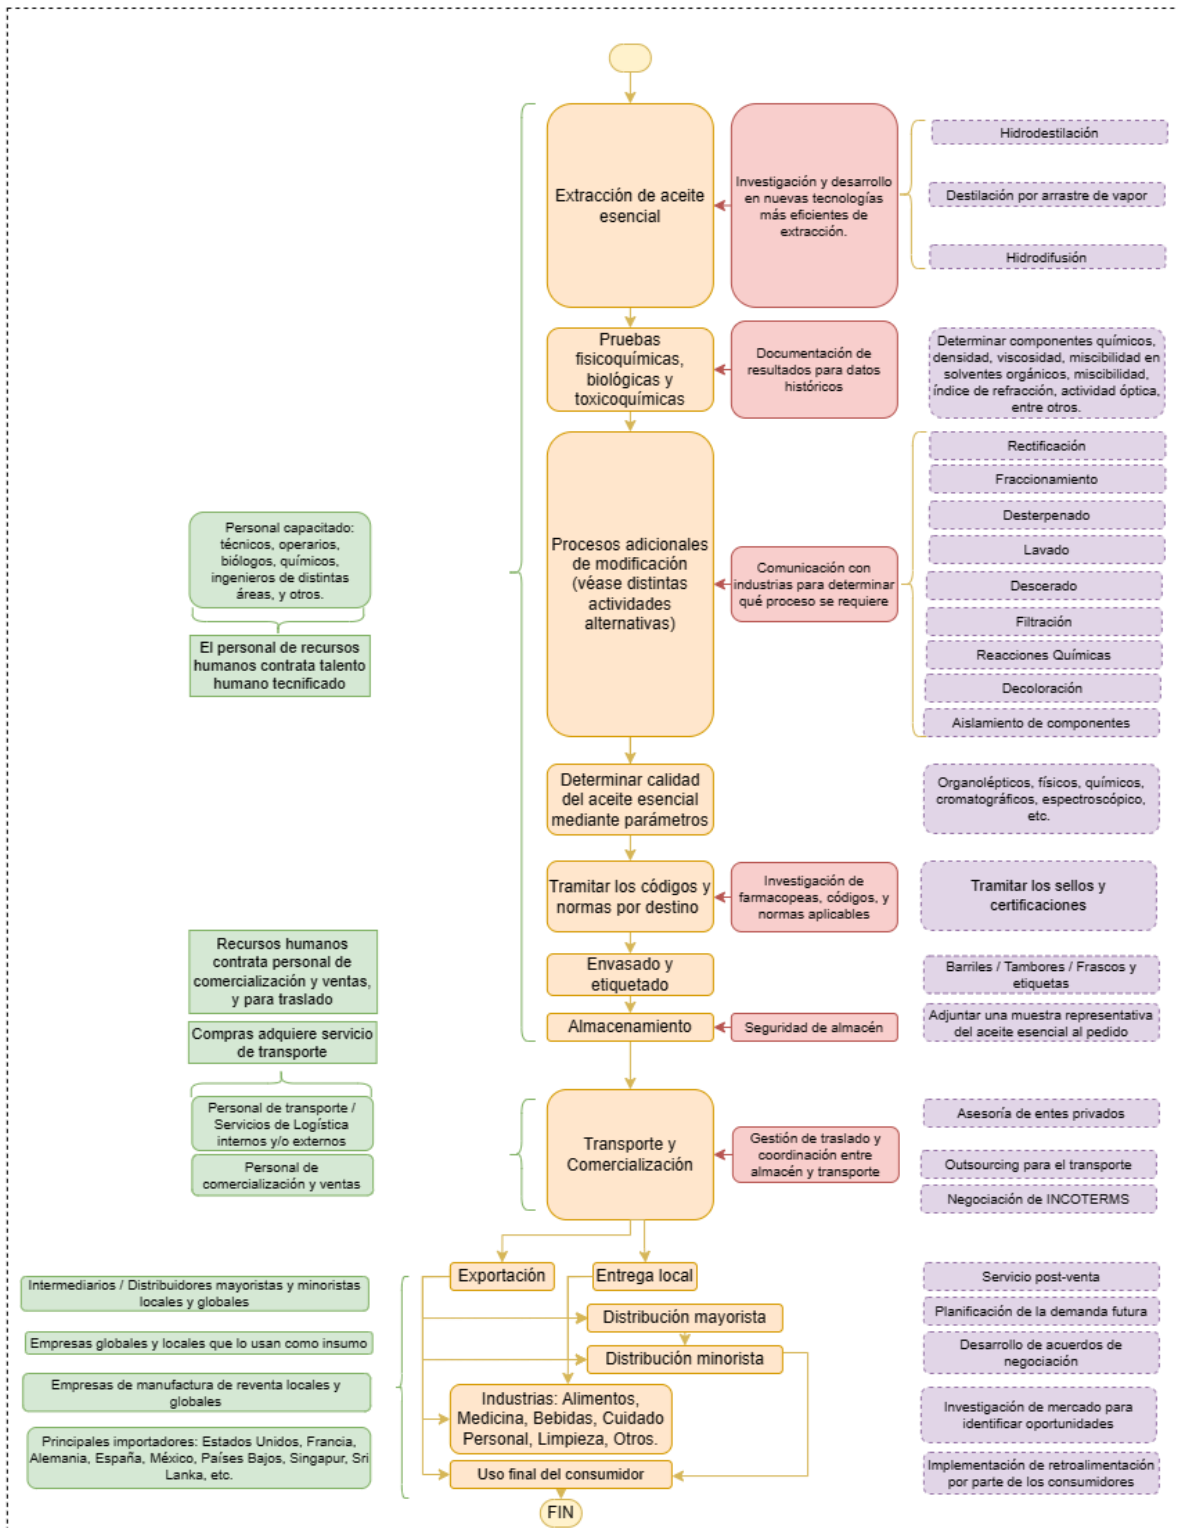 Extracción de aceite
esencial
Investigación y desarrollo
en nuevas tecnologías
más eficientes de
extracción.
Hidrodestilación
Destilación por arrastre de vapor
Hidrodifusión
Pruebas
fisicoquímicas,
biológicas y
toxicoquímicas
Documentación de
resultados para datos
históricos
Determinar componentes químicos,
densidad, viscosidad, miscibilidad en
solventes orgánicos, miscibilidad,
índice de refracción, actividad óptica,
entre otros.
Personal capacitado:
técnicos, operarios,
biólogos, químicos,
ingenieros de distintas
áreas, y otros.
El personal de recursos
humanos contrata talento
humano tecnificado
Procesos adicionales
de modificación
(véase distintas
actividades
alternativas)
Comunicación con
industrias para determinar
qué proceso se requiere
Rectificación
Fraccionamiento
Desterpenado
Lavado
Descerado
Filtración
Reacciones Químicas
Decoloración
Aislamiento de componentes
Determinar calidad
del aceite esencial
mediante parámetros
Organolépticos, físicos, químicos,
cromatográficos, espectroscópico,
etc.
Tramitar los códigos y
normas por destino
Investigación de
farmacopeas, códigos, y
normas aplicables
Tramitar los sellos y
certificaciones
Recursos humanos
contrata personal de
comercialización y ventas,
y para traslado
Compras adquiere servicio
de transporte
Envasado y
etiquetado
Barriles / Tambores / Frascos y
etiquetas
Almacenamiento
Seguridad de almacén
Adjuntar una muestra representativa
del aceite esencial al pedido
Personal de transporte /
Servicios de Logística
internos y/o externos
Personal de
comercialización y ventas
Transporte y
Comercialización
Gestión de traslado y
coordinación entre
almacén y transporte
Asesoría de entes privados
Outsourcing para el transporte
Negociación de INCOTERMS
Exportación
Entrega local
Intermediarios / Distribuidores mayoristas y minoristas
locales y globales
Servicio post-venta
Distribución mayorista
Planificación de la demanda futura
Empresas globales y locales que lo usan como insumo
Distribución minorista
Desarrollo de acuerdos de
negociación
Empresas de manufactura de reventa locales y
globales
Industrias: Alimentos,
Medicina, Bebidas, Cuidado
Personal, Limpieza, Otros.
Investigación de mercado para
identificar oportunidades
Principales importadores: Estados Unidos, Francia,
Alemania, España, México, Países Bajos, Singapur, Sri
Lanka, etc.
Uso final del consumidor
Implementación de retroalimentación
por parte de los consumidores
FIN